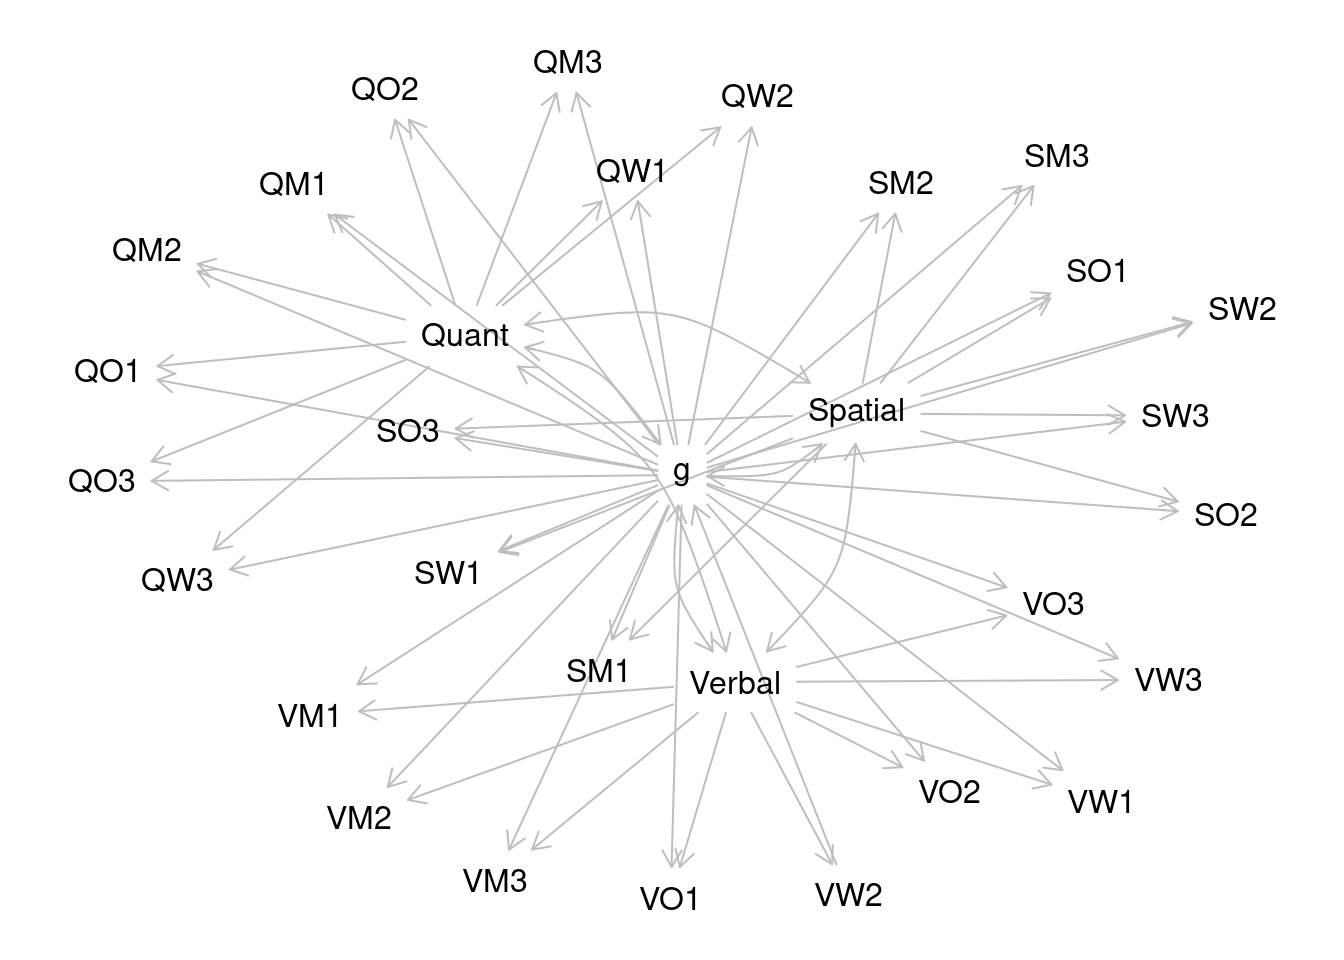 QM3
QO2
QW2
SM3
QW1
QM1
SM2
QM2
SO1
SW2
Quant
QO1
Spatial
SW3
SO3
g
QO3
SO2
SW1
QW3
VO3
SM1
Verbal
VW3
VM1
VO2
VW1
VM2
VM3
VO1
VW2